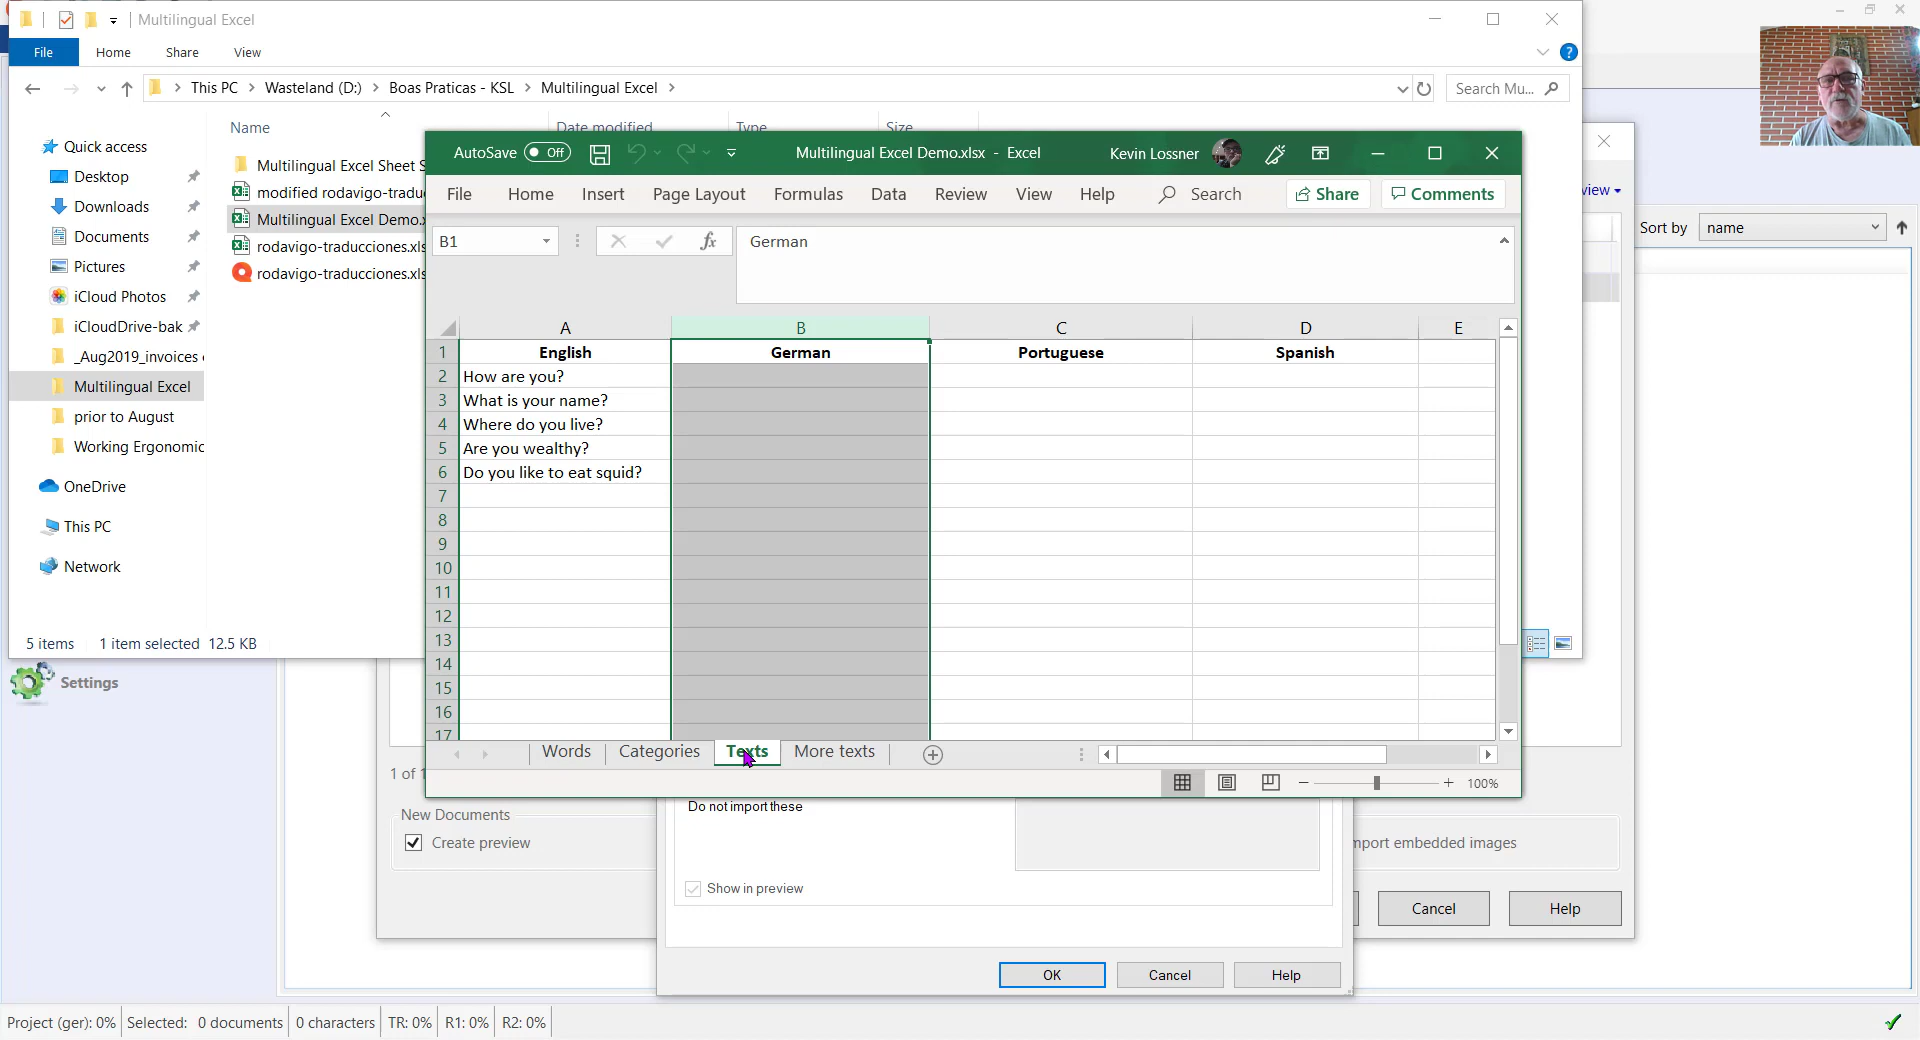 Multilingual Excel
File Home Share View
This PC Wasteland (D:) Boas Praticas - KSL Multilingual Excel
Search Mu...
Name Date modified Type Size
Quick access
Desktop
Downloads
Documents
Pictures
iCloud Photos
iCloudDrive-bak
_Aug2019_invoices
Multilingual Excel
prior to August
Working Ergonomic
OneDrive
This PC
Network
Multilingual Excel Sheet S
modified rodavigo-traduc
Multilingual Excel Demo.x
rodavigo-traducciones.xls
rodavigo-traducciones.xls
5 items 1 item selected 12.5 KB
Settings
AutoSave Off Multilingual Excel Demo.xlsx - Excel Kevin Lossner
File Home Insert Page Layout Formulas Data Review View Help Search Share Comments
B1 fx German
A B C D E
1 English German Portuguese Spanish
2 How are you?
3 What is your name?
4 Where do you live?
5 Are you wealthy?
6 Do you like to eat squid?
7
8
9
10
11
12
13
14
15
16
17
Words Categories Texts More texts
100%
view
Sort by name
1 of 1
New Documents
Create preview
mport embedded images
Cancel Help
Do not import these
Show in preview
OK Cancel Help
Project (ger): 0% Selected: 0 documents 0 characters TR: 0% R1: 0% R2: 0%